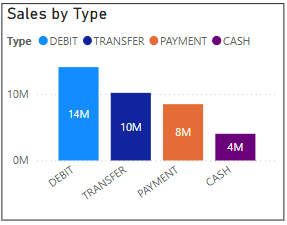 Sales by Type
Type DEBIT TRANSFER PAYMENT CASH
10M
0M
14M
10M
8M
4M
DEBIT
TRANSFER
PAYMENT
CASH